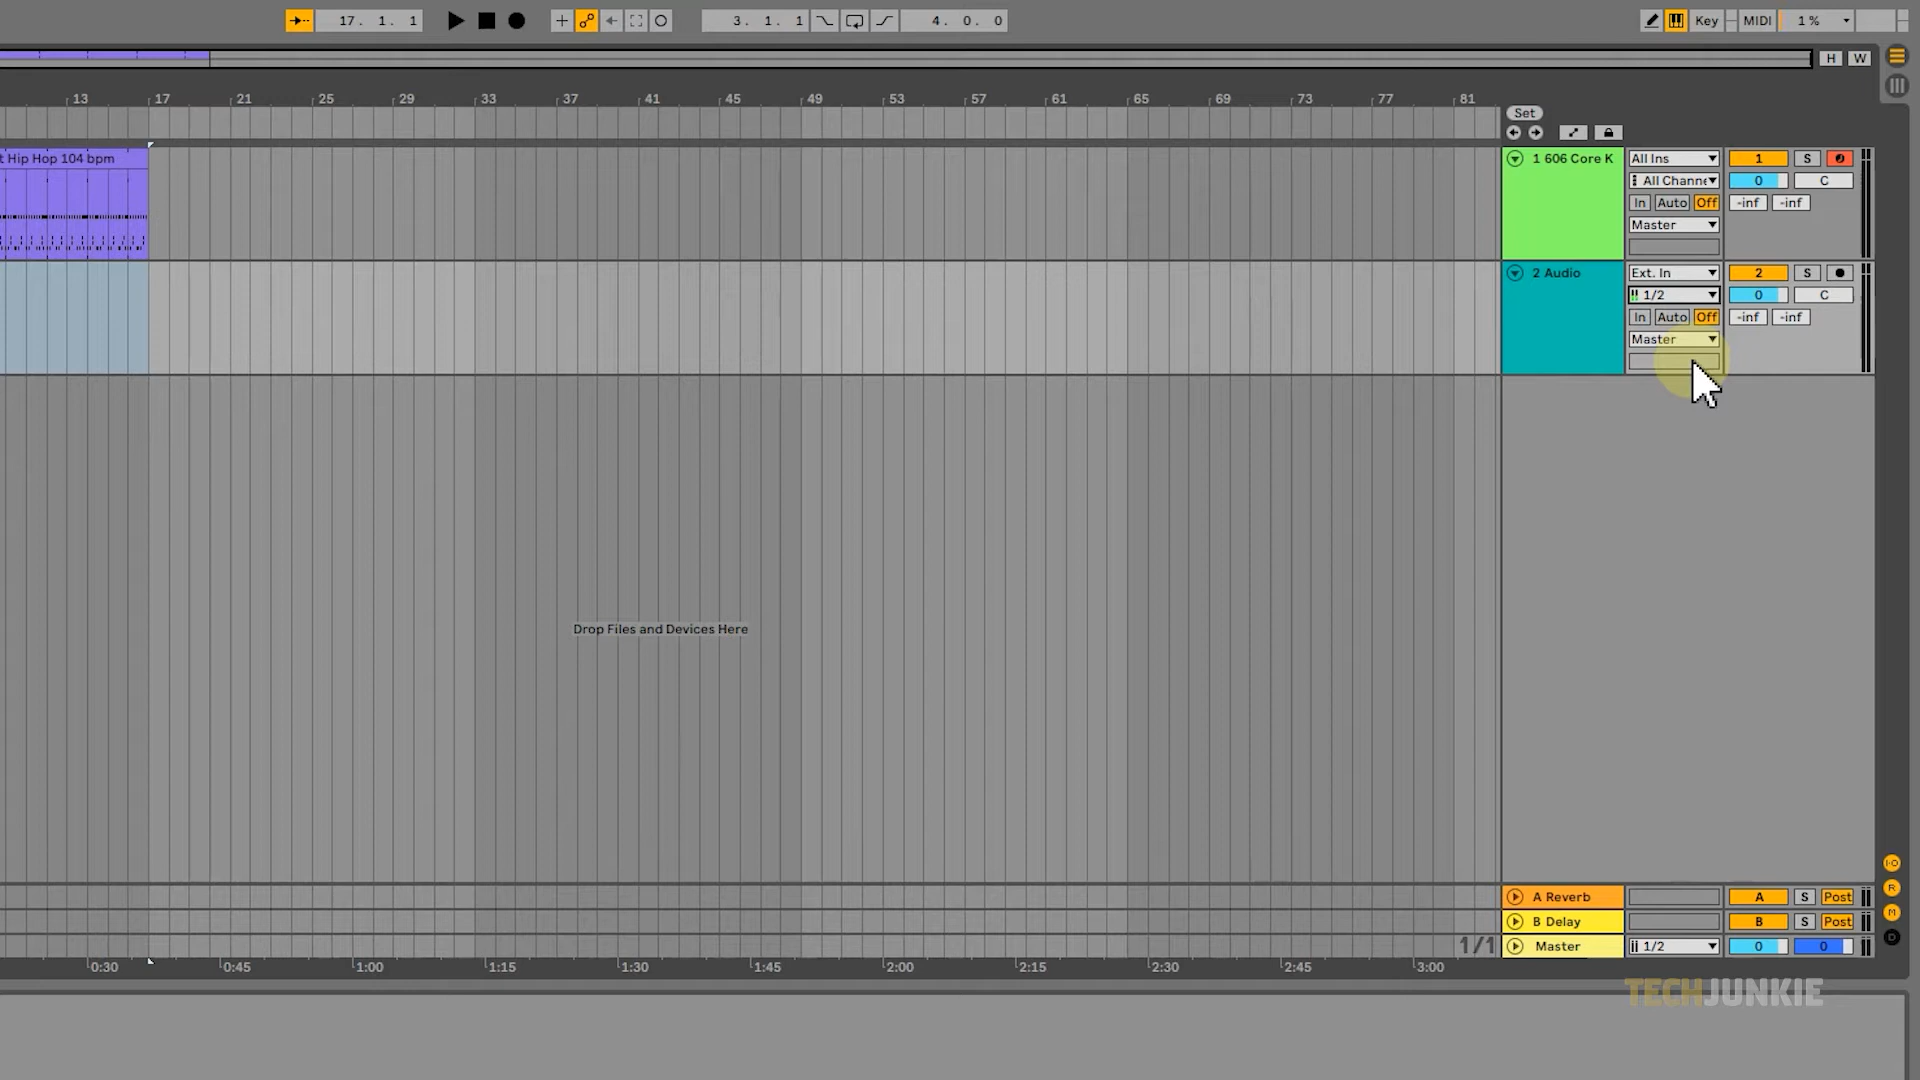 17. 1. 1 3. 1. 1 4. 0. 0 Key MIDI 1 %
H W
13 17 21 25 29 33 37 41 45 49 53 57 61 65 69 73 77 81
Set
t Hip Hop 104 bpm
1 606 Core K All Ins 1 S
All Channe 0 C
In Auto Off -inf -inf
Master
2 Audio Ext. In 2 S
1/2 0 C
In Auto Off -inf -inf
Master
Drop Files and Devices Here
I·O
A Reverb A S Post
R
B Delay B S Post
M
1/1 Master 1/2 0 0
D
0:30 0:45 1:00 1:15 1:30 1:45 2:00 2:15 2:30 2:45 3:00
TECHJUNKIE